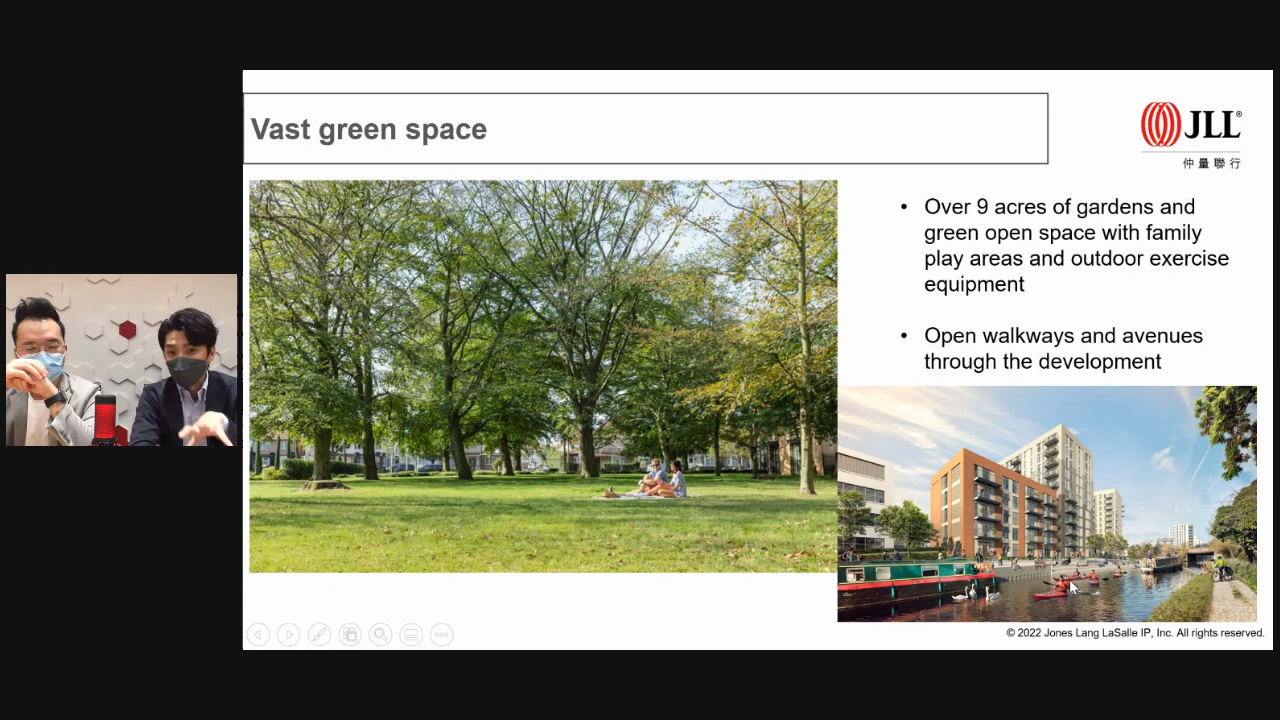 Vast green space
JLL®
仲量聯行
• Over 9 acres of gardens and
green open space with family
play areas and outdoor exercise
equipment
• Open walkways and avenues
through the development
© 2022 Jones Lang LaSalle IP, Inc. All rights reserved.